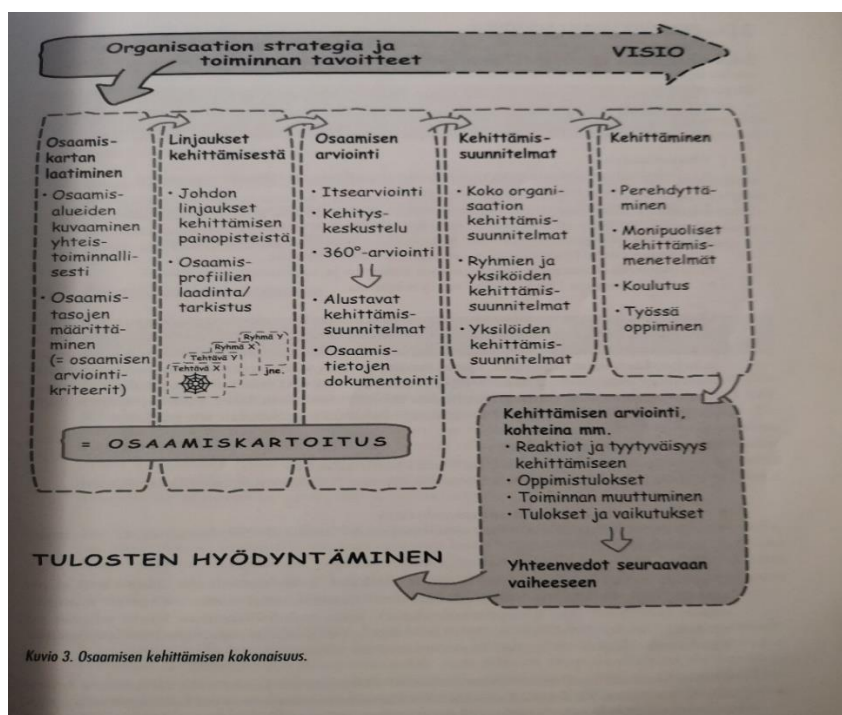 Organisaation strategia ja
toiminnan tavoitteet
VISIO
Osaamis-
kartan
laatiminen
• Osaamis-
alueiden
kuvaaminen
yhteis-
toiminnalli-
sesti
• Osaamis-
tasojen
määrittä-
minen
(= osaamisen
arviointi-
kriteerit)
Linjaukset
kehittämisestä
• Johdon
linjaukset
kehittämisen
painopisteistä
• Osaamis-
profiilien
laadinta/
tarkistus
Ryhmä Y
Ryhmä X
Tehtävä Y
Tehtävä X
jne.
Osaamisen
arviointi
• Itsearviointi
• Kehitys-
keskustelu
• 360°-arviointi
• Alustavat
kehittämis-
suunnitelmat
• Osaamis-
tietojen
dokumentointi
= OSAAMISKARTOITUS
Kehittämis-
suunnitelmat
• Koko organi-
saation
kehittämis-
suunnitelmat
• Ryhmien ja
yksiköiden
kehittämis-
suunnitelmat
• Yksilöiden
kehittämis-
suunnitelmat
Kehittäminen
• Perehdyttä-
minen
• Monipuoliset
kehittämis-
menetelmät
• Koulutus
• Työssä
oppiminen
Kehittämisen arviointi,
kohteina mm.
• Reaktiot ja tyytyväisyys
kehittämiseen
• Oppimistulokset
• Toiminnan muuttuminen
• Tulokset ja vaikutukset
Yhteenvedot seuraavaan
vaiheeseen
TULOSTEN HYÖDYNTÄMINEN
Kuvio 3. Osaamisen kehittämisen kokonaisuus.